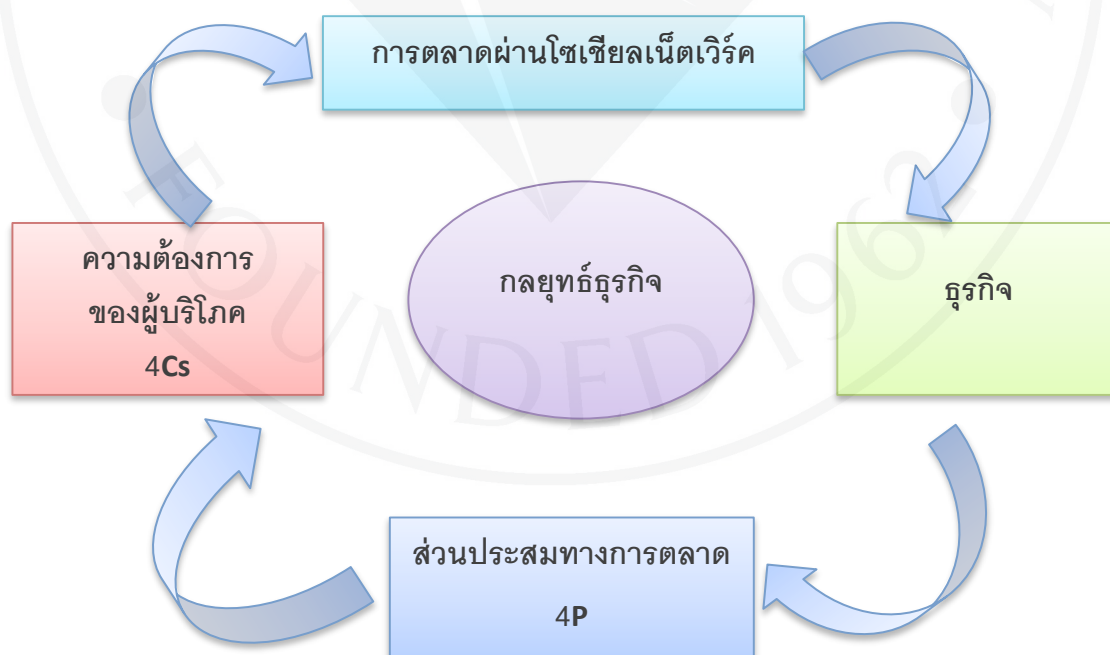 การตลาดผ่านโซเชียลเน็ตเวิร์ค
ความต้องการ
ของผู้บริโภค
4Cs
กลยุทธ์ธุรกิจ
ธุรกิจ
ส่วนประสมทางการตลาด
4P
FOUNDED 1962